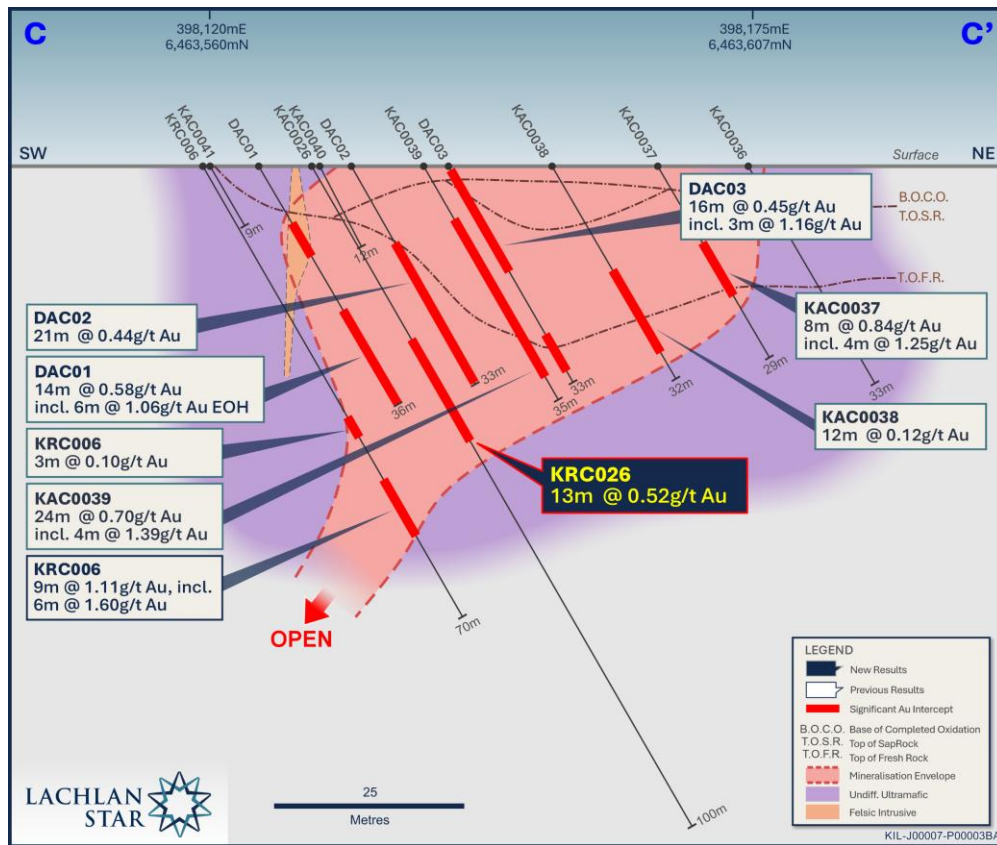 C
398,120mE
6,463,560mN
398,175mE
6,463,607mN
C’
KRC006
KAC0041
DAC01
KAC0026
KAC0040
DAC02
KAC0039
DAC03
KAC0038
KAC0037
KAC0036
SW
Surface
NE
B.O.C.O.
T.O.S.R.
T.O.F.R.
9m
12m
36m
33m
35m
33m
32m
29m
33m
70m
100m
DAC03
16m @ 0.45g/t Au
incl. 3m @ 1.16g/t Au
DAC02
21m @ 0.44g/t Au
DAC01
14m @ 0.58g/t Au
incl. 6m @ 1.06g/t Au EOH
KRC006
3m @ 0.10g/t Au
KAC0039
24m @ 0.70g/t Au
incl. 4m @ 1.39g/t Au
KRC006
9m @ 1.11g/t Au, incl.
6m @ 1.60g/t Au
KAC0037
8m @ 0.84g/t Au
incl. 4m @ 1.25g/t Au
KAC0038
12m @ 0.12g/t Au
KRC026
13m @ 0.52g/t Au
OPEN
LEGEND
New Results
Previous Results
Significant Au Intercept
B.O.C.O. Base of Completed Oxidation
T.O.S.R. Top of SapRock
T.O.F.R. Top of Fresh Rock
Mineralisation Envelope
Undiff. Ultramafic
Felsic Intrusive
LACHLAN
STAR
25
Metres
KIL-J00007-P00003BA